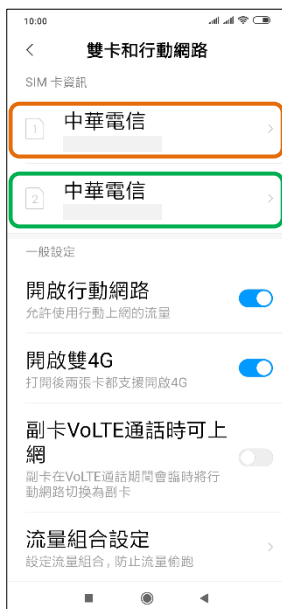 10:00
雙卡和行動網路
SIM 卡資訊
1
中華電信
2
中華電信
一般設定
開啟行動網路
允許使用行動上網的流量
開啟雙4G
打開後兩張卡都支援開啟4G
副卡VoLTE通話時可上
網
副卡在VoLTE通話期間會臨時將行
動網路切換為副卡
流量組合設定
設定流量組合，防止流量偷跑